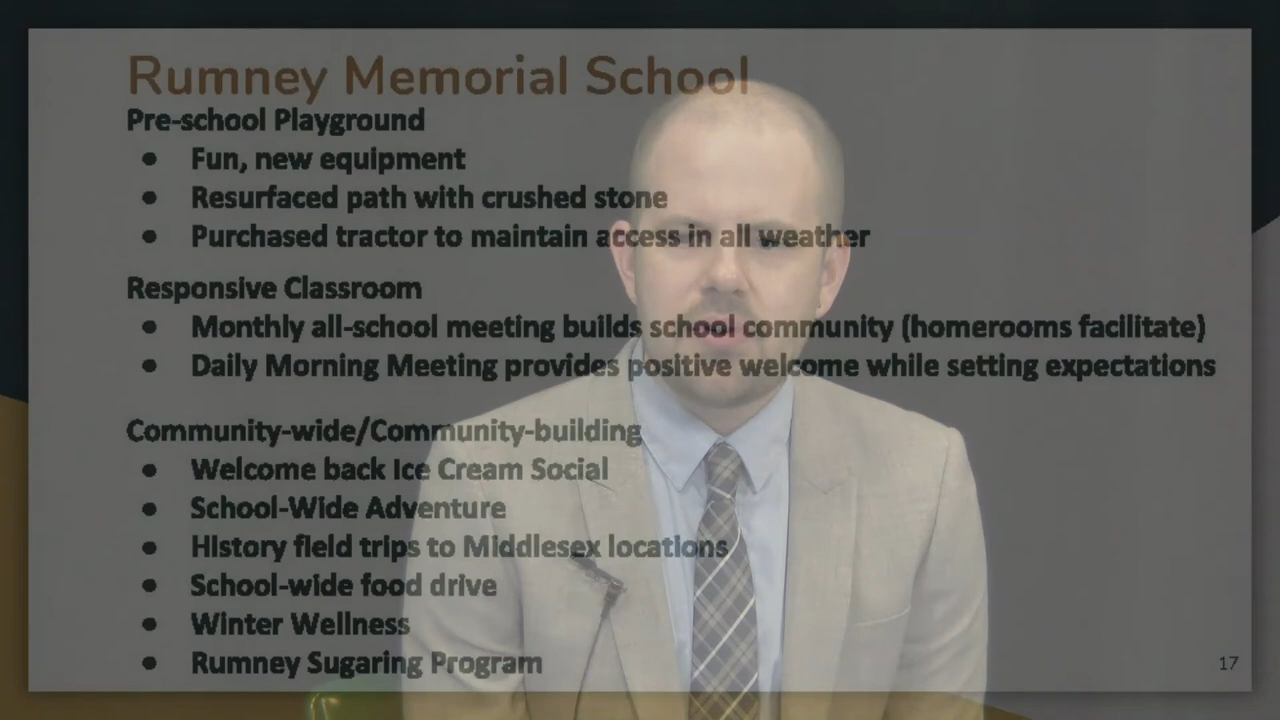 Rumney Memorial School
Pre-school Playground
● Fun, new equipment
● Resurfaced path with crushed stone
● Purchased tractor to maintain access in all weather
Responsive Classroom
● Monthly all-school meeting builds school community (homerooms facilitate)
● Daily Morning Meeting provides positive welcome while setting expectations
Community-wide/Community-building
● Welcome back Ice Cream Social
● School-Wide Adventure
● History field trips to Middlesex locations
● School-wide food drive
● Winter Wellness
● Rumney Sugaring Program
17